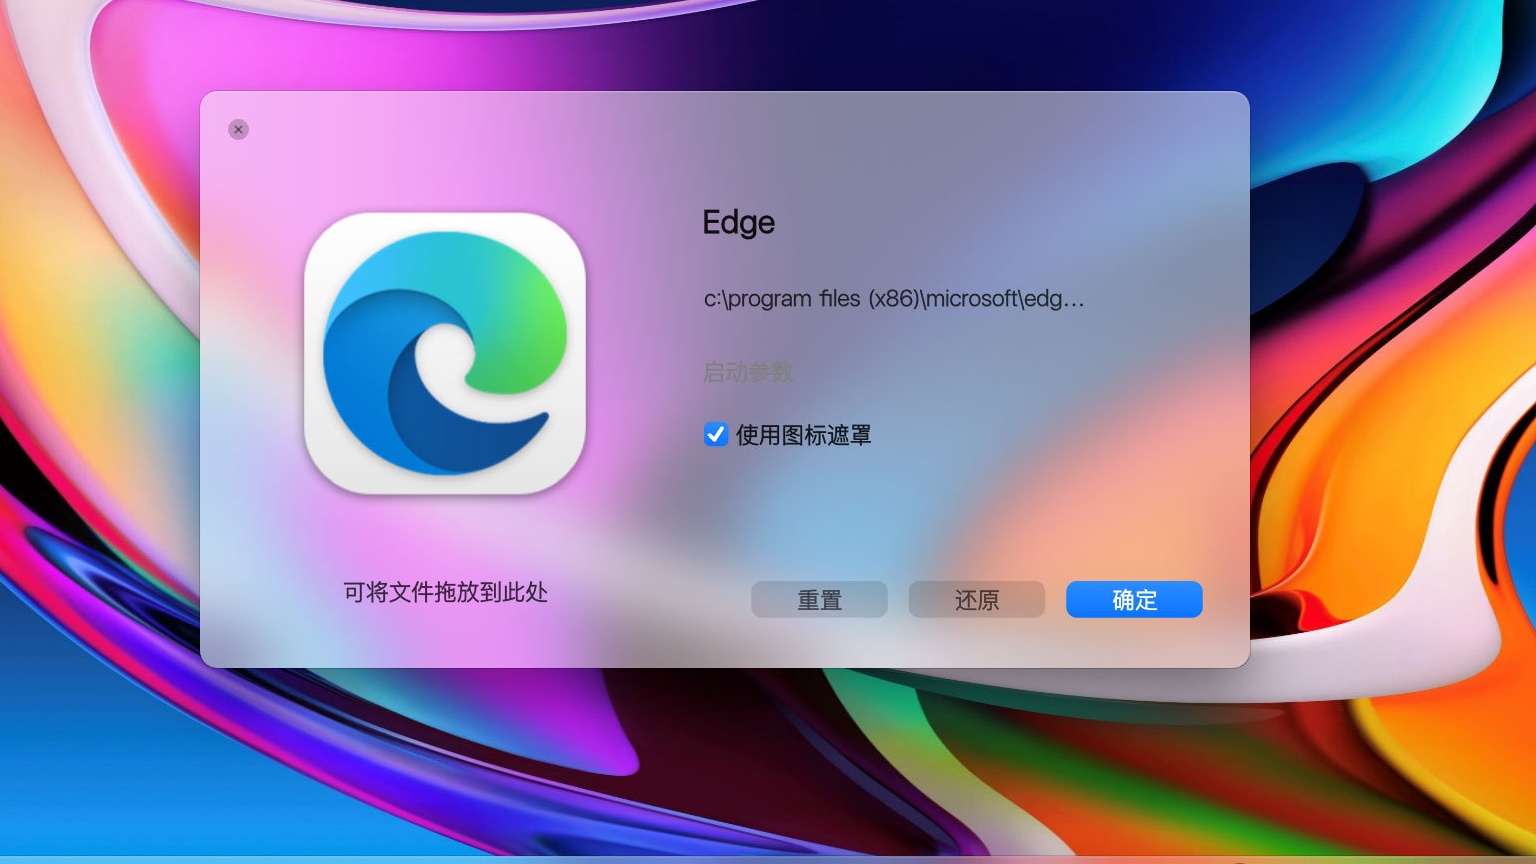 Edge
c:\program files (x86)\microsoft\edg...
启动参数
使用图标遮罩
可将文件拖放到此处
重置
还原
确定